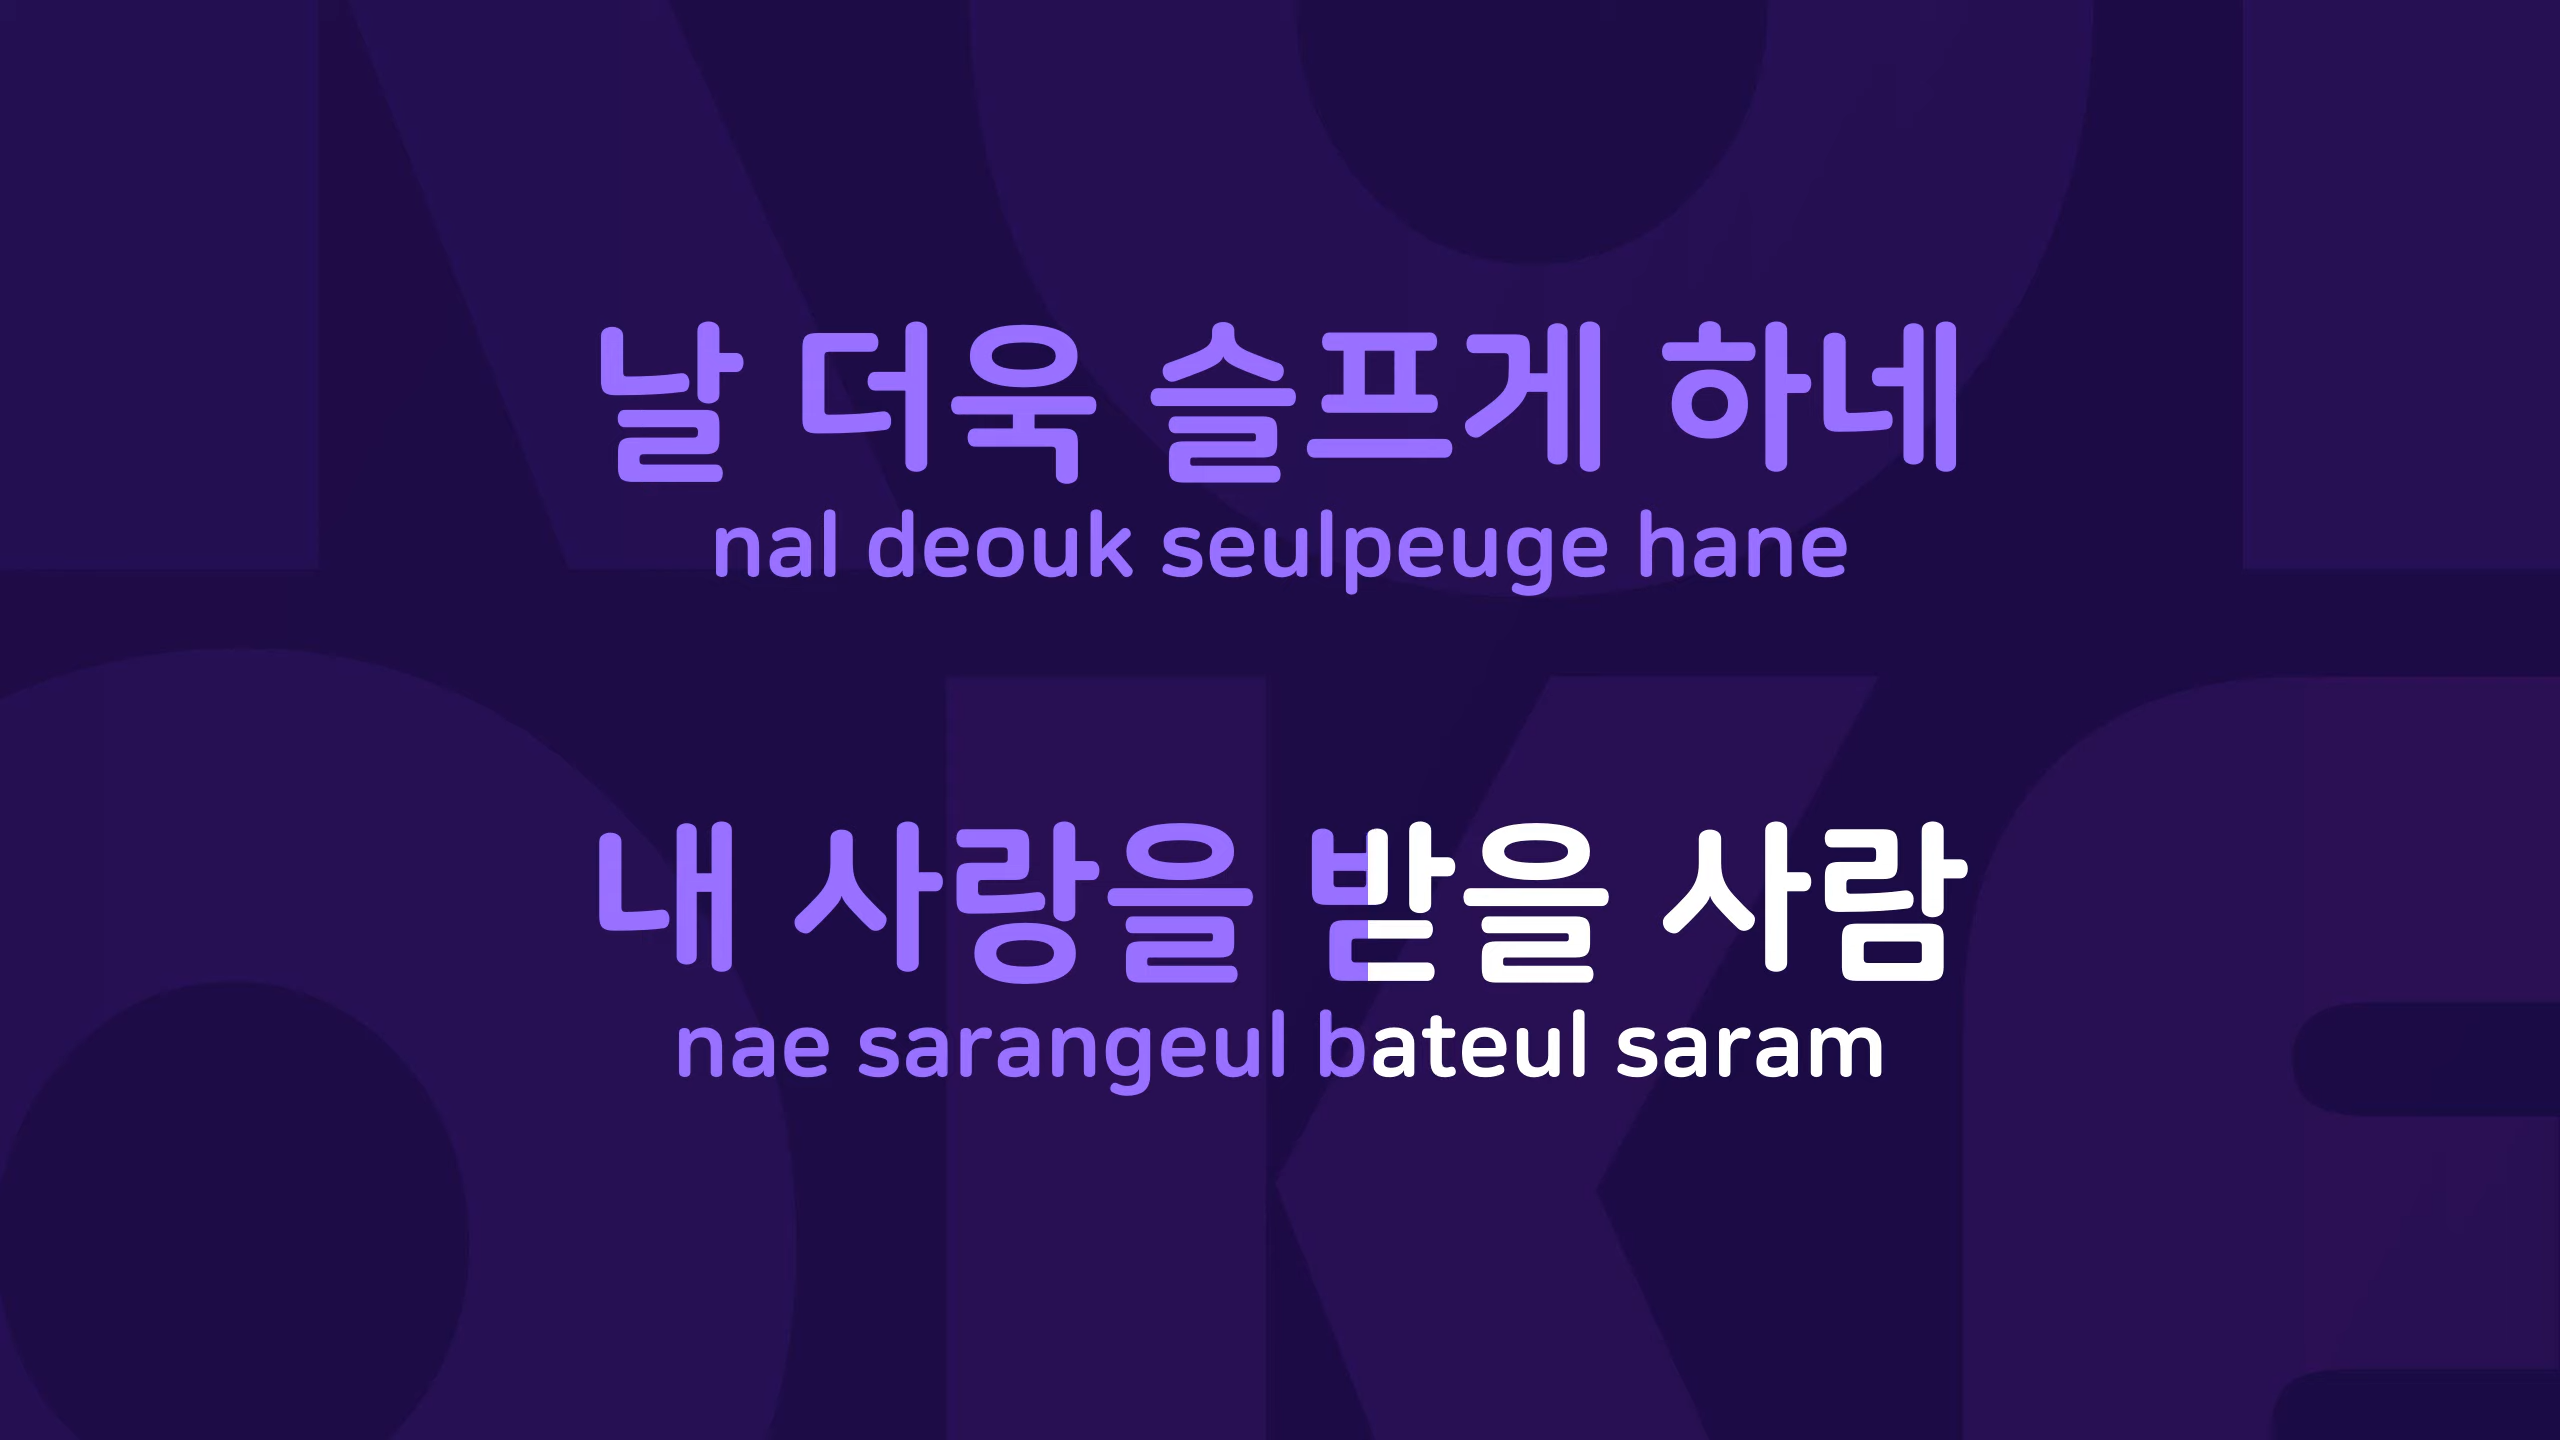 날 더욱 슬프게 하네
nal deouk seulpeuge hane
내 사랑을 받을 사람
nae sarangeul bateul saram